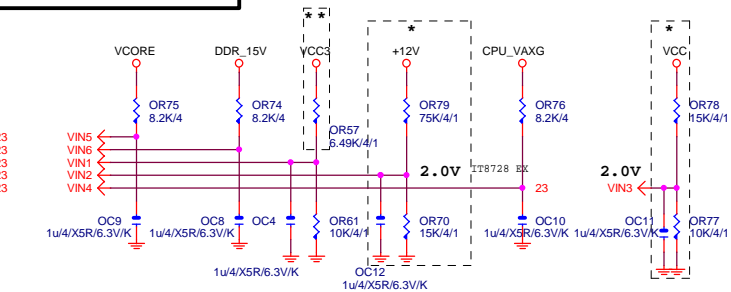 **
*
*
VCORE
DDR_15V
VCC3
+12V
CPU_VAXG
VCC
OR75
8.2K/4
OR74
8.2K/4
OR57
6.49K/4/1
OR79
75K/4/1
OR76
8.2K/4
OR78
15K/4/1
23 VIN5
23 VIN6
23 VIN1
23 VIN2
23 VIN4
2.0V
IT8728 EX
23
2.0V
VIN3
OC9
1u/4/X5R/6.3V/K
OC8
1u/4/X5R/6.3V/K
OC4
1u/4/X5R/6.3V/K
OR61
10K/4/1
OC12
1u/4/X5R/6.3V/K
OR70
15K/4/1
OC10
1u/4/X5R/6.3V/K
OC11
1u/4/X5R/6.3V/K
OR77
10K/4/1